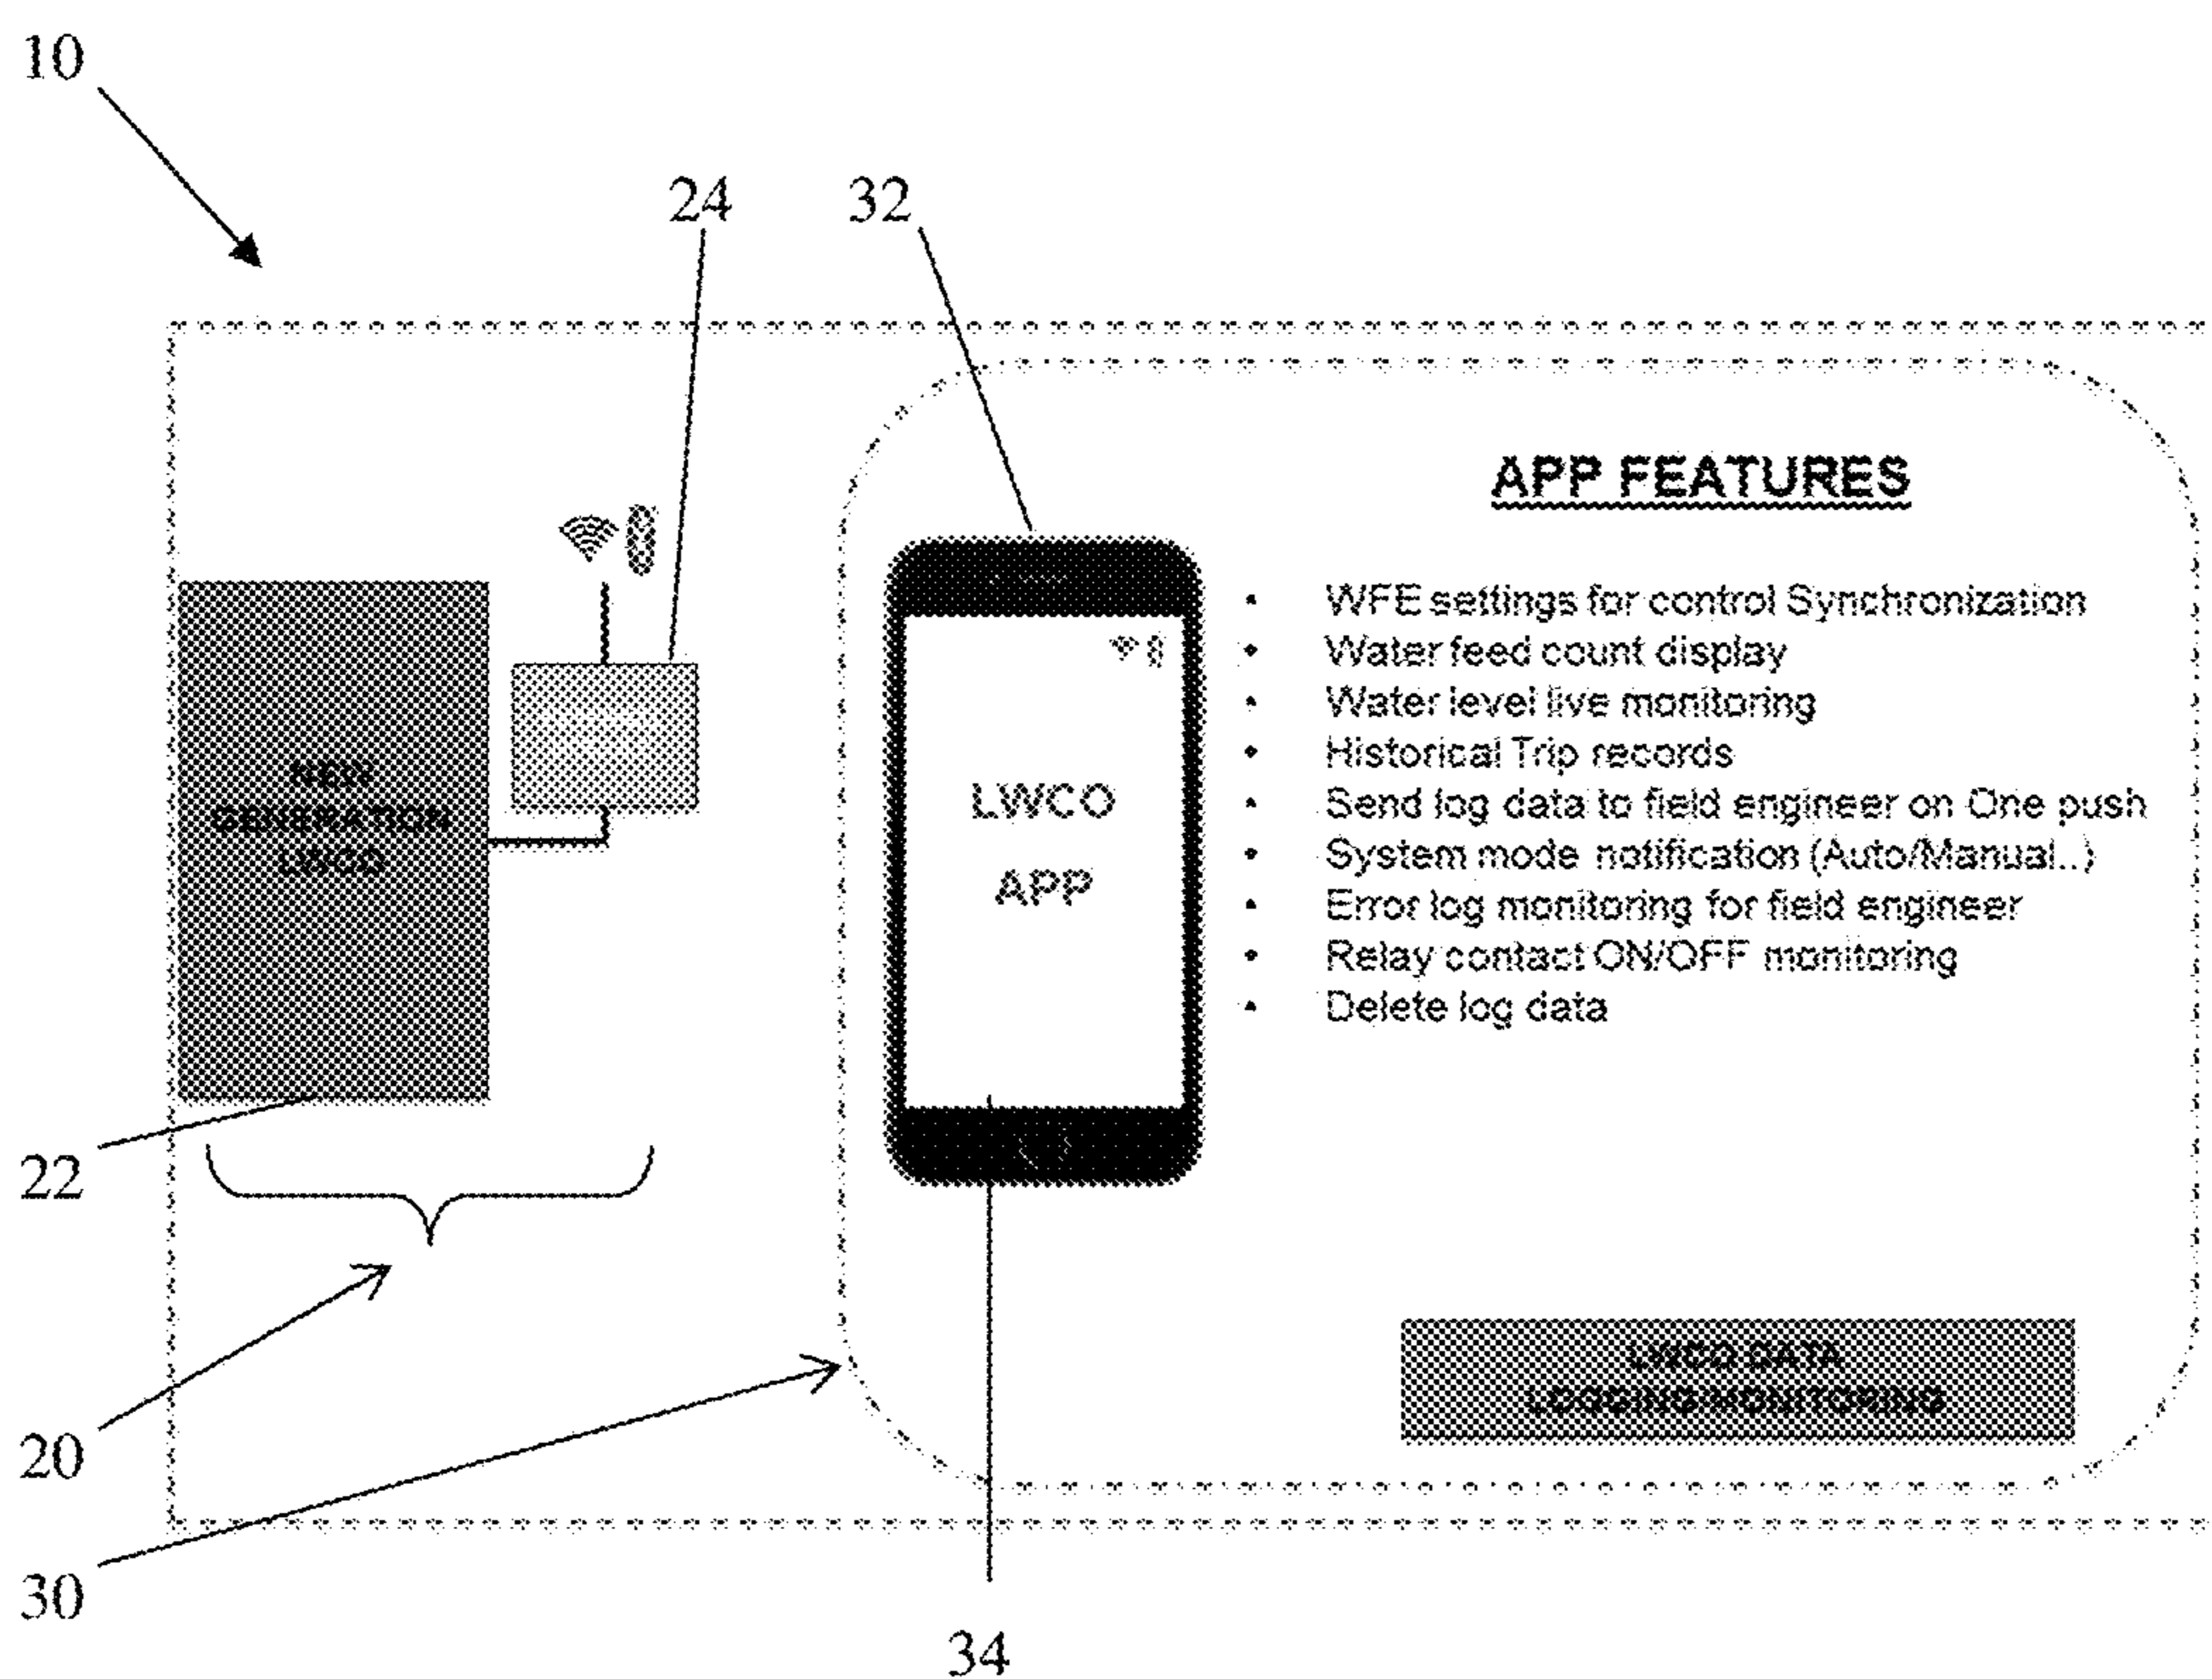 10
24
32
APP FEATURES
• WFE settings for control Synchronization
• Water feed count display
• Water level live monitoring
• Historical Trip records
• Send log data to field engineer on One push
• System mode notification (Auto/Manual..)
• Error log monitoring for field engineer
• Relay contact ON/OFF monitoring
• Delete log data
NEW
GENERATION
LWCO
LWCO
APP
22
LWCO DATA
LOGGING/MONITORING
20
30
34